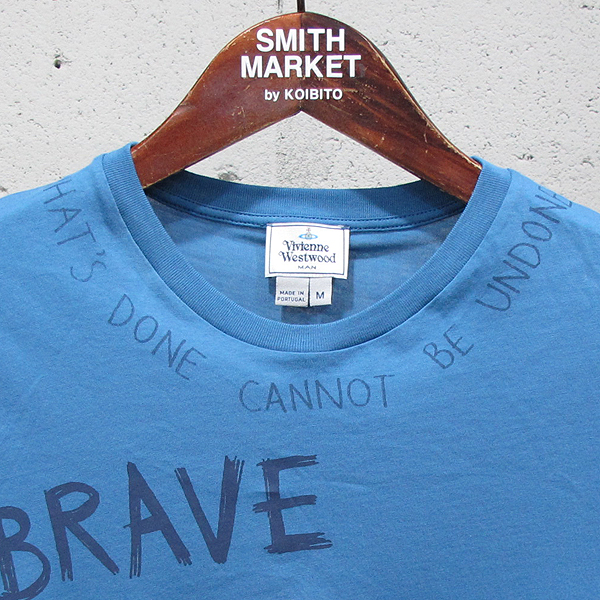 SMITH
MARKET
by KOIBITO
Vivienne
Westwood
MAN
MADE IN
PORTUGAL
M
HAT'S DONE CANNOT BE UNDONE
BRAVE